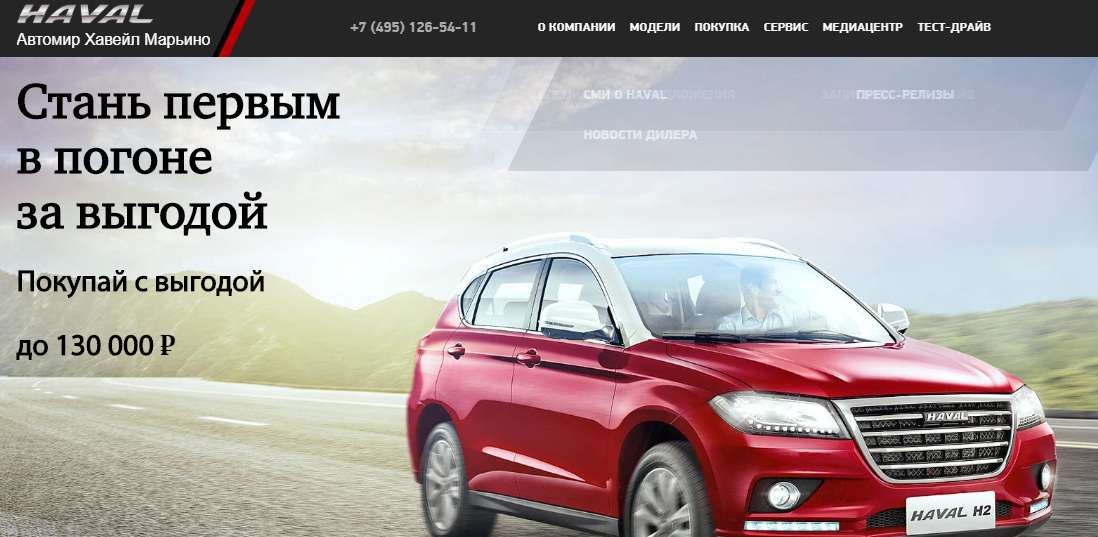 HAVAL
Автомир Хавейл Марьино
+7 (495) 126-54-11
О КОМПАНИИ МОДЕЛИ ПОКУПКА СЕРВИС МЕДИАЦЕНТР ТЕСТ-ДРАЙВ
Стань первым
в погоне
за выгодой
СМИ О HAVAL ПРЕСС-РЕЛИЗЫ
НОВОСТИ ДИЛЕРА
Покупай с выгодой
до 130 000 ₽
HAVAL
HAVAL H2